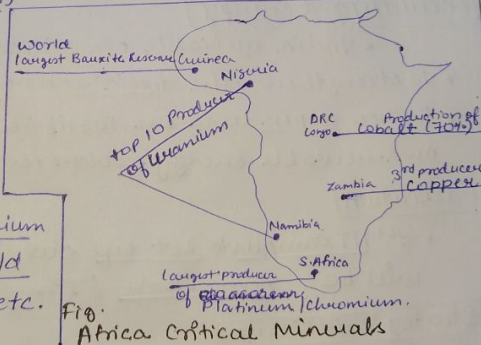 World
largest Bauxite Reserve Guinea
Nigeria
top 10 Producer
of Uranium
DRC
Congo
Production of
Cobalt (70%)
Zambia
3rd producer
Copper
Namibia
S. Africa
largest producer
of
Platinum/chromium.
ium
ld
etc.
Fig.
Africa Critical Minerals